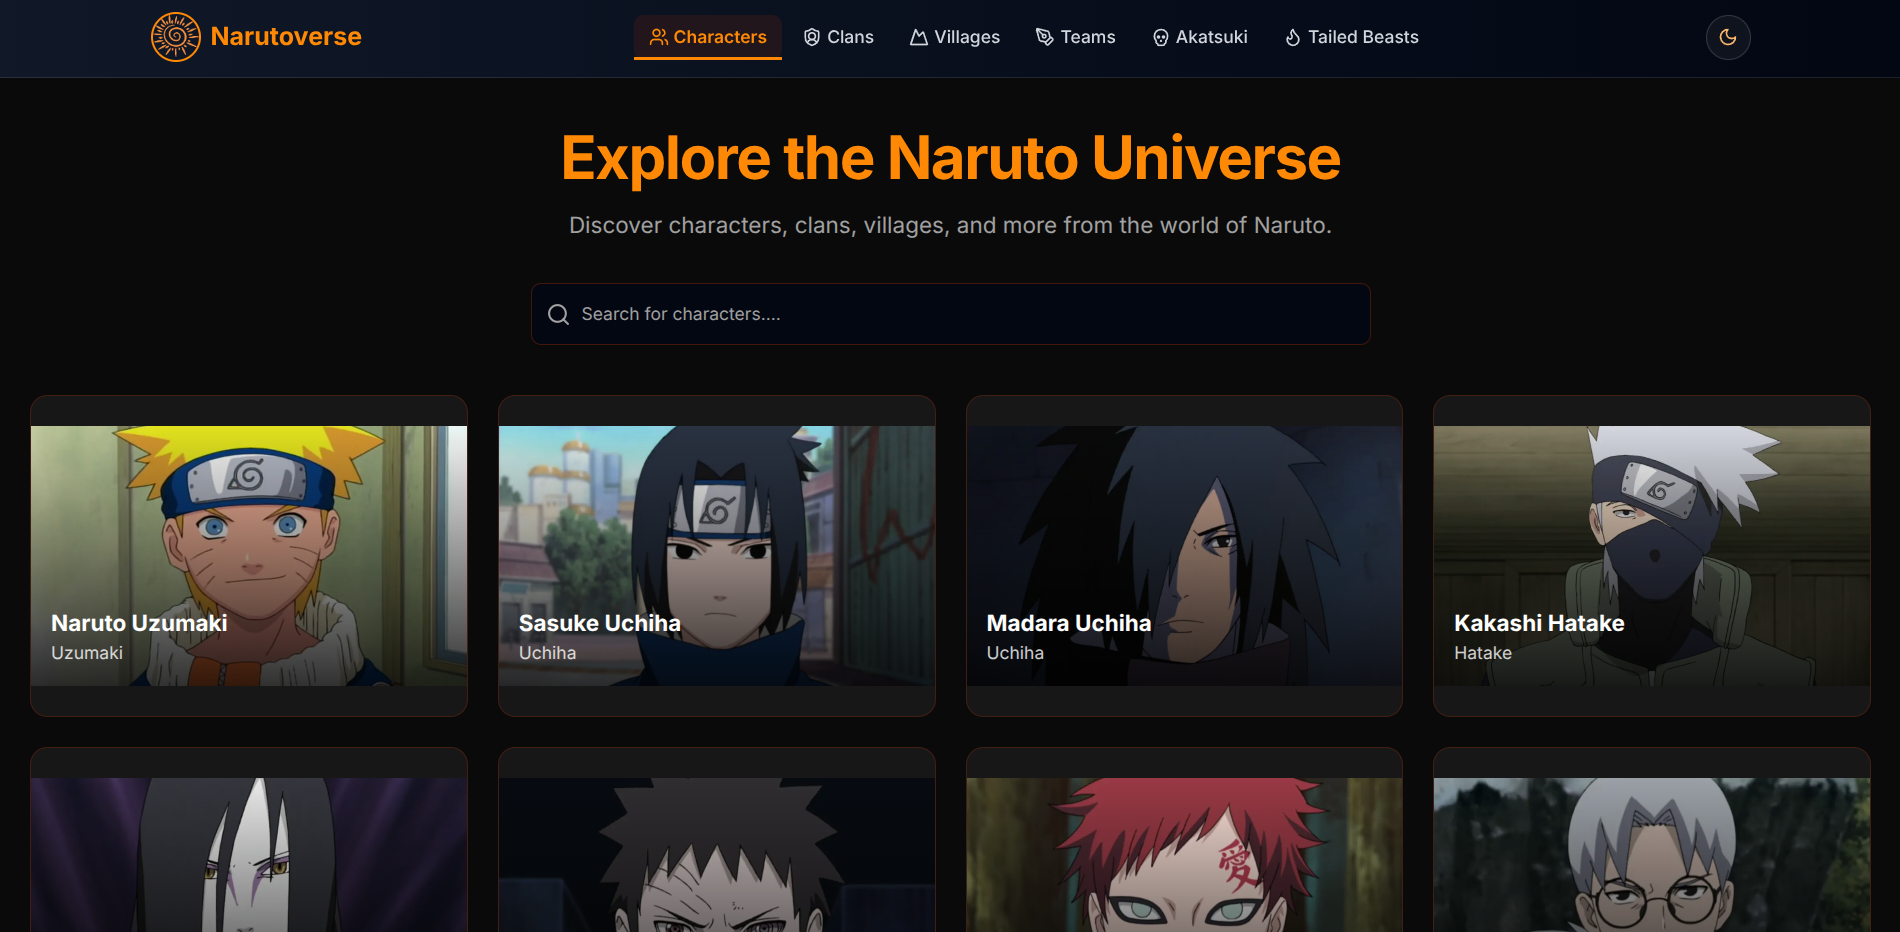 Narutoverse
Characters
Clans
Villages
Teams
Akatsuki
Tailed Beasts
Explore the Naruto Universe
Discover characters, clans, villages, and more from the world of Naruto.
Search for characters....
Naruto Uzumaki
Uzumaki
Sasuke Uchiha
Uchiha
Madara Uchiha
Uchiha
Kakashi Hatake
Hatake
愛